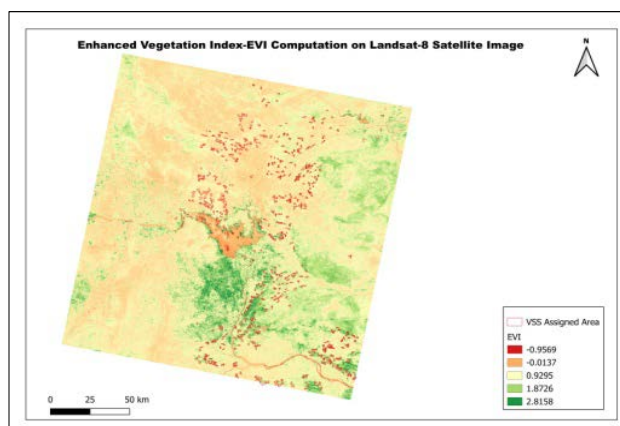 Enhanced Vegetation Index-EVI Computation on Landsat-8 Satellite Image
N
VSS Assigned Area
EVI
-0.9569
-0.0137
0.9295
1.8726
2.8158
0 25 50 km